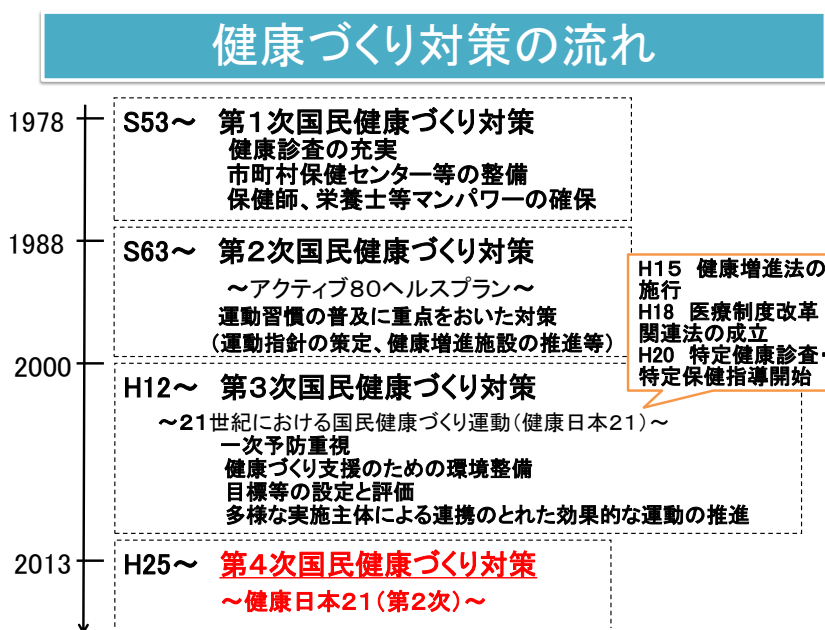 健康づくり対策の流れ
1978
S53～ 第1次国民健康づくり対策
健康診査の充実
市町村保健センター等の整備
保健師、栄養士等マンパワーの確保
1988
S63～ 第2次国民健康づくり対策
～アクティブ80ヘルスプラン～
運動習慣の普及に重点をおいた対策
(運動指針の策定、健康増進施設の推進等)
H15 健康増進法の
施行
H18 医療制度改革
関連法の成立
H20 特定健康診査・
特定保健指導開始
2000
H12～ 第3次国民健康づくり対策
～21世紀における国民健康づくり運動(健康日本21)～
一次予防重視
健康づくり支援のための環境整備
目標等の設定と評価
多様な実施主体による連携のとれた効果的な運動の推進
2013
H25～ 第4次国民健康づくり対策
～健康日本21(第2次)～